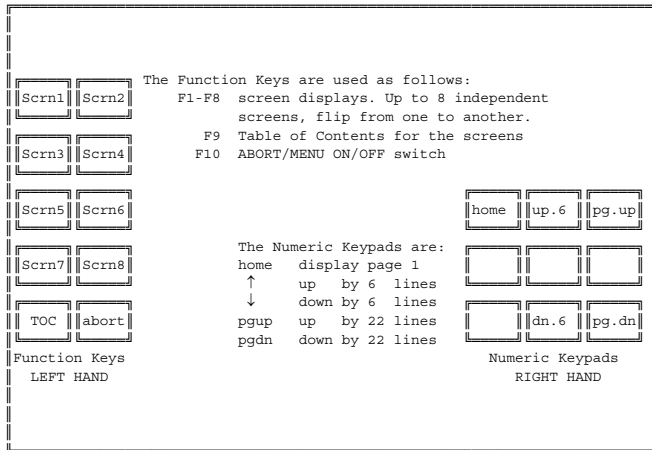 The Function Keys are used as follows:
Scrn1 Scrn2 F1-F8 screen displays. Up to 8 independent
screens, flip from one to another.
F9 Table of Contents for the screens
Scrn3 Scrn4 F10 ABORT/MENU ON/OFF switch
Scrn5 Scrn6 home up.6 pg.up
The Numeric Keypads are:
Scrn7 Scrn8 home display page 1
↑ up by 6 lines
↓ down by 6 lines
TOC abort pgup up by 22 lines dn.6 pg.dn
pgdn down by 22 lines
Function Keys Numeric Keypads
LEFT HAND RIGHT HAND